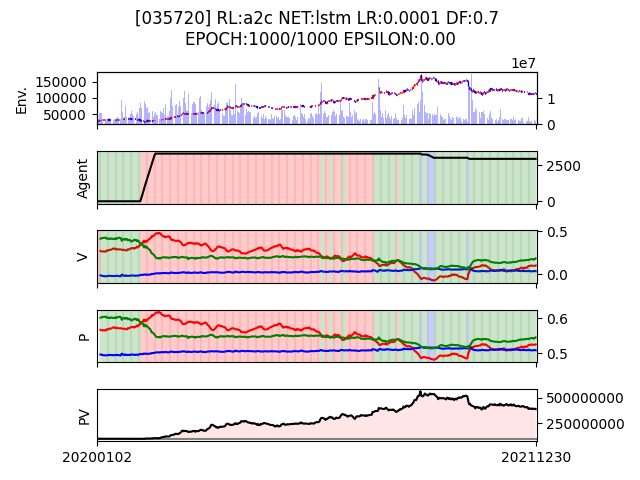 [035720] RL:a2c NET:lstm LR:0.0001 DF:0.7
EPOCH:1000/1000 EPSILON:0.00
1e7
Env.
150000
100000
50000
1
0
Agent
2500
0
V
0.5
0.0
P
0.6
0.5
PV
500000000
250000000
20200102
20211230